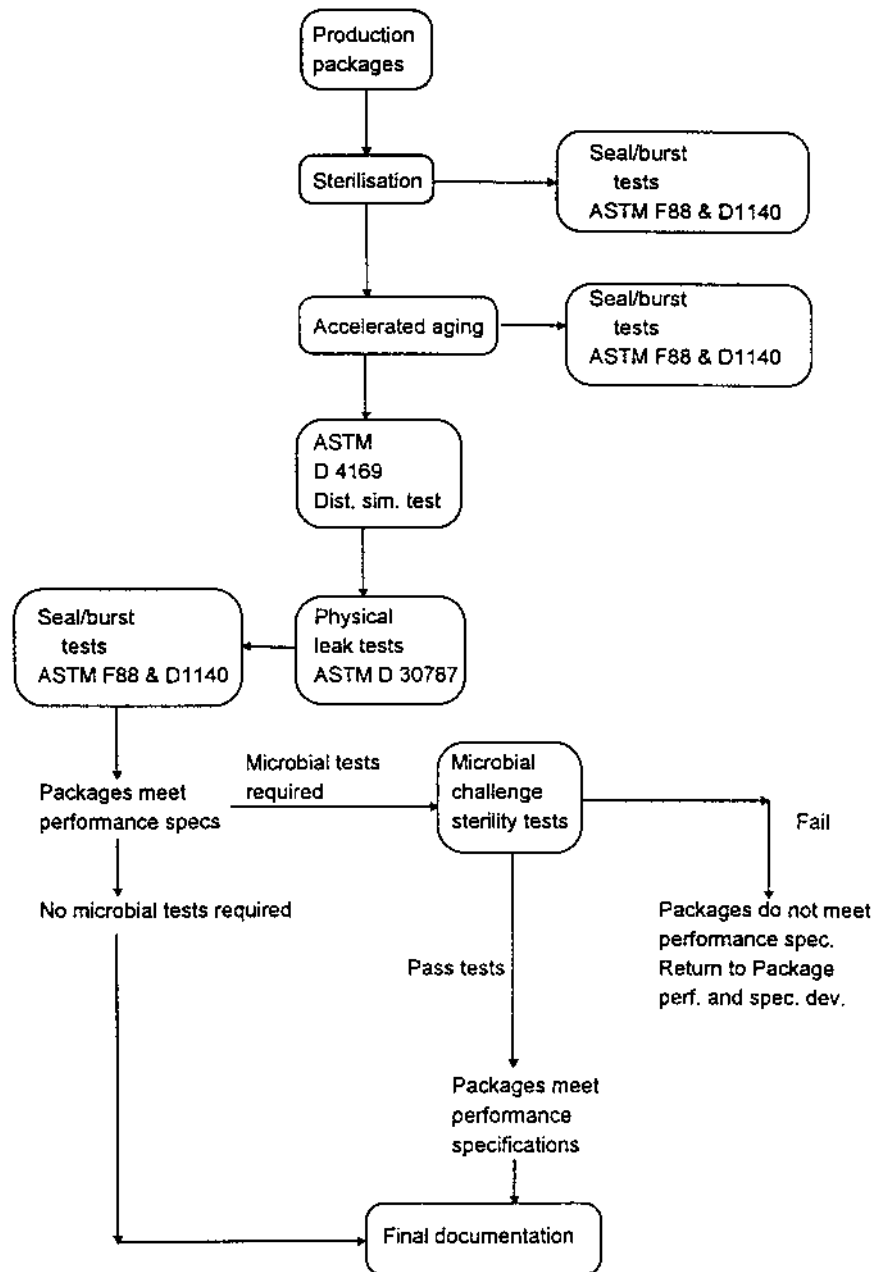 Production
packages
Sterilisation
Seal/burst
tests
ASTM F88 & D1140
Accelerated aging
Seal/burst
tests
ASTM F88 & D1140
ASTM
D 4169
Dist. sim. test
Seal/burst
tests
ASTM F88 & D1140
Physical
leak tests
ASTM D 30787
Packages meet
performance specs
Microbial tests
required
Microbial
challenge
sterility tests
Fail
No microbial tests required
Packages do not meet
performance spec.
Return to Package
perf. and spec. dev.
Pass tests
Packages meet
performance
specifications
Final documentation